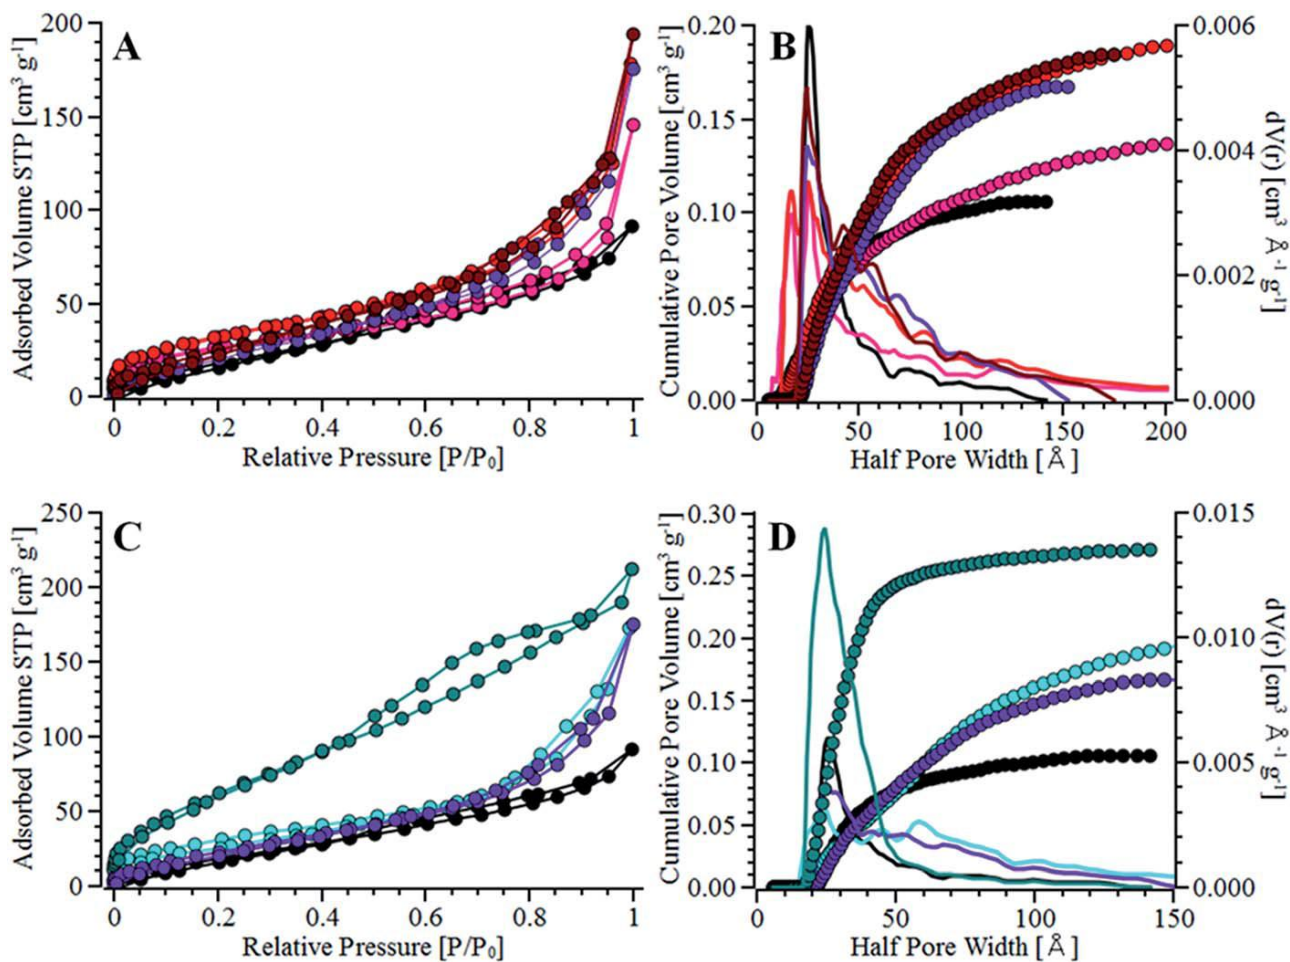 A
Adsorbed Volume STP [cm³ g⁻¹]
200
150
100
50
0
0 0.2 0.4 0.6 0.8 1
Relative Pressure [P/P₀]
B
Cumulative Pore Volume [cm³ g⁻¹]
0.20
0.15
0.10
0.05
0.00
0 50 100 150 200
Half Pore Width [Å]
0.006
0.004
0.002
0.000
dV(r) [cm³ Å⁻¹g⁻¹]
C
Adsorbed Volume STP [cm³ g⁻¹]
250
200
150
100
50
0
0 0.2 0.4 0.6 0.8 1
Relative Pressure [P/P₀]
D
Cumulative Pore Volume [cm³ g⁻¹]
0.30
0.25
0.20
0.15
0.10
0.05
0.00
0 50 100 150
Half Pore Width [Å]
0.015
0.010
0.005
0.000
dV(r) [cm³ Å⁻¹g⁻¹]